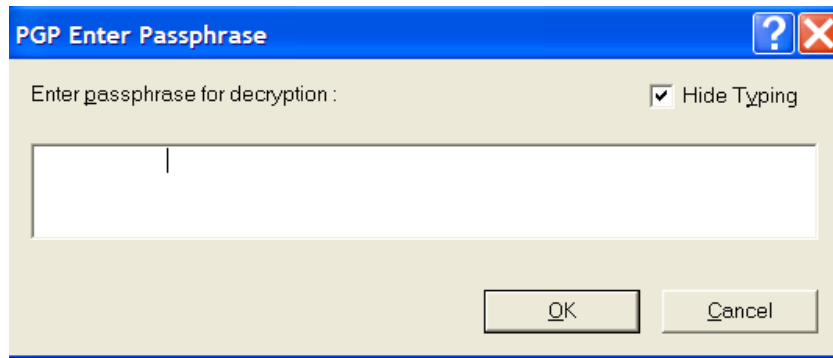 PGP Enter Passphrase
Enter passphrase for decryption :
Hide Typing
OK
Cancel